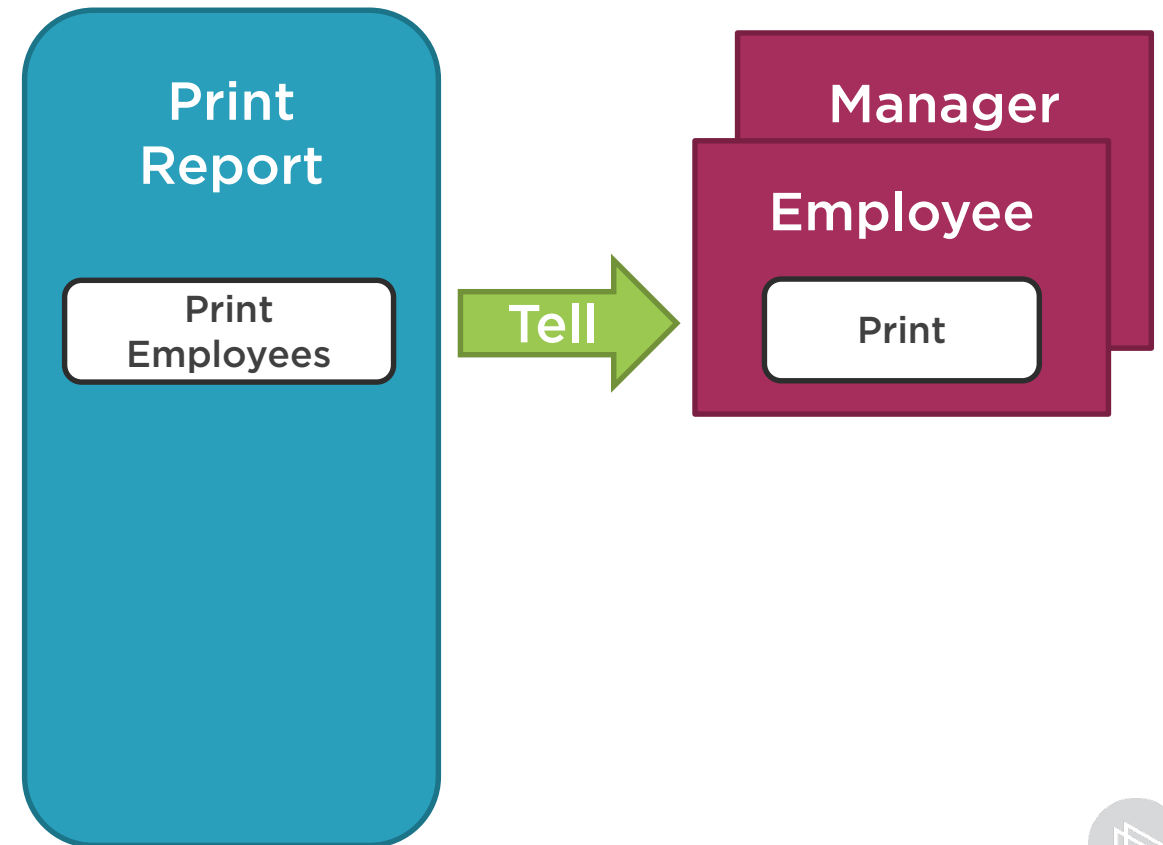 Print
Report
Print
Employees
Tell
Manager
Employee
Print